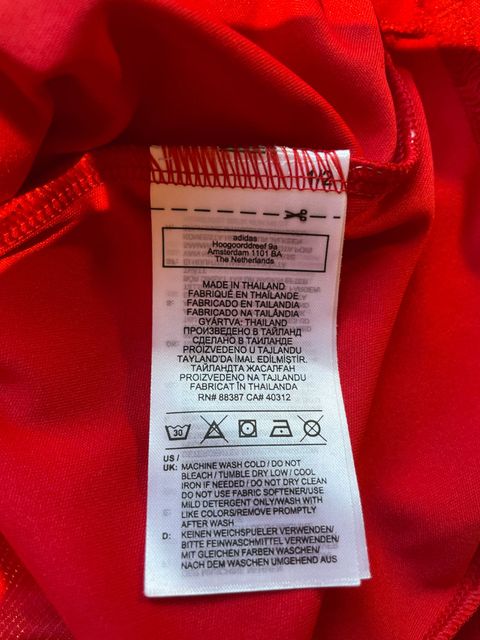 1/2
adidas
Hoogoorddreef 9a
Amsterdam 1101 BA
The Netherlands
MADE IN THAILAND
FABRIQUÉ EN THAÏLANDE
FABRICADO EN TAILANDIA
FABRICADO NA TAILÂNDIA
GYÁRTVA: THAILAND
ПРОИЗВЕДЕНО В ТАЙЛАНД
СДЕЛАНО В ТАИЛАНДЕ
PROIZVEDENO U TAJLANDU
TAYLAND'DA İMAL EDİLMİŞTİR.
ТАЙЛАНДТА ЖАСАЛҒАН
PROIZVEDENO NA TAJLANDU
FABRICAT ÎN THAILANDA
RN# 88387 CA# 40312
30
US /
UK: MACHINE WASH COLD / DO NOT
BLEACH / TUMBLE DRY LOW / COOL
IRON IF NEEDED / DO NOT DRY CLEAN
DO NOT USE FABRIC SOFTENER/USE
MILD DETERGENT ONLY/WASH WITH
LIKE COLORS/REMOVE PROMPTLY
AFTER WASH
D: KEINEN WEICHSPUELER VERWENDEN/
BITTE FEINWASCHMITTEL VERWENDEN
MIT GLEICHEN FARBEN WASCHEN/
NACH DEM WASCHEN UMGEHEND AUS